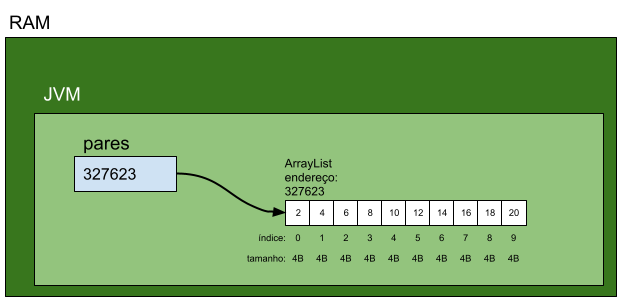 RAM
JVM
pares
327623
ArrayList
endereço:
327623
2 4 6 8 10 12 14 16 18 20
índice: 0 1 2 3 4 5 6 7 8 9
tamanho: 4B 4B 4B 4B 4B 4B 4B 4B 4B 4B